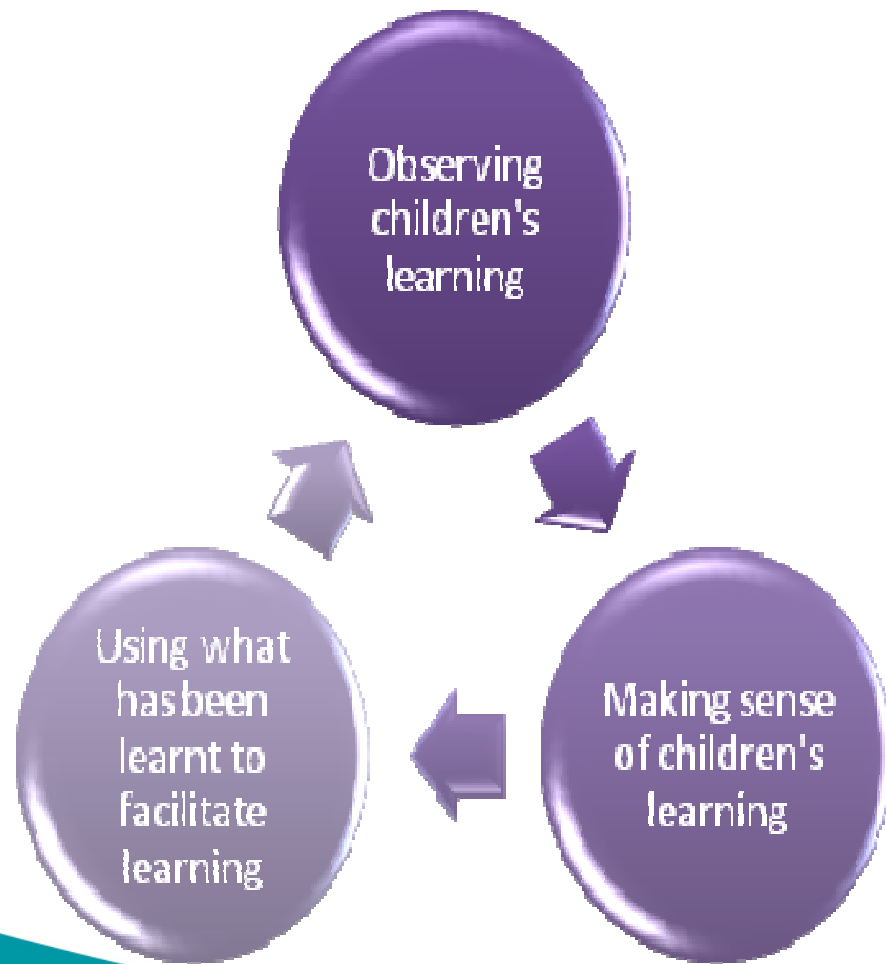 Observing
children's
learning
Making sense
of children's
learning
Using what
has been
learnt to
facilitate
learning